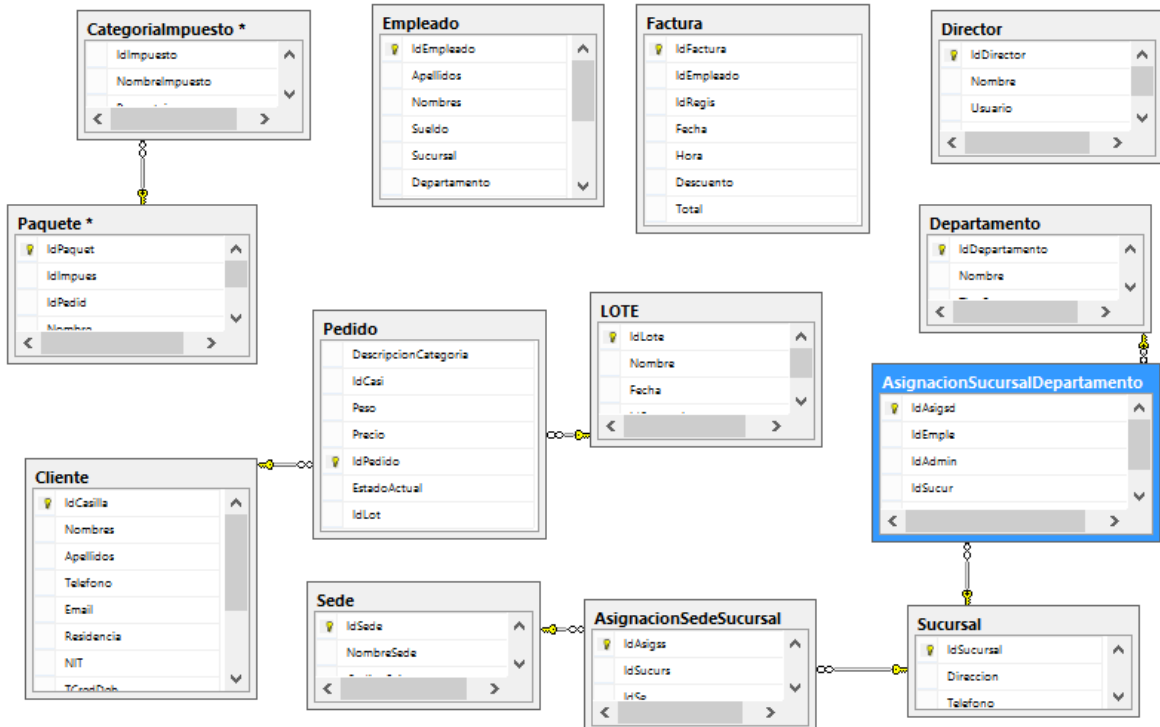 CategoriaImpuesto *
IdImpuesto
NombreImpuesto
Empleado
IdEmpleado
Apellidos
Nombres
Sueldo
Sucursal
Departamento
Factura
IdFactura
IdEmpleado
IdRegis
Fecha
Hora
Descuento
Total
Director
IdDirector
Nombre
Usuario
Paquete *
IdPaquet
IdImpues
IdPedid
Nombre
Departamento
IdDepartamento
Nombre
Pedido
DescripcionCategoria
IdCasi
Peso
Precio
IdPedido
EstadoActual
IdLot
LOTE
IdLote
Nombre
Fecha
AsignacionSucursalDepartamento
IdAsigsd
IdEmple
IdAdmin
IdSucur
Cliente
IdCasilla
Nombres
Apellidos
Telefono
Email
Residencia
NIT
Sede
IdSede
NombreSede
AsignacionSedeSucursal
IdAsigss
IdSucurs
IdSe
Sucursal
IdSucursal
Direccion
Telefono